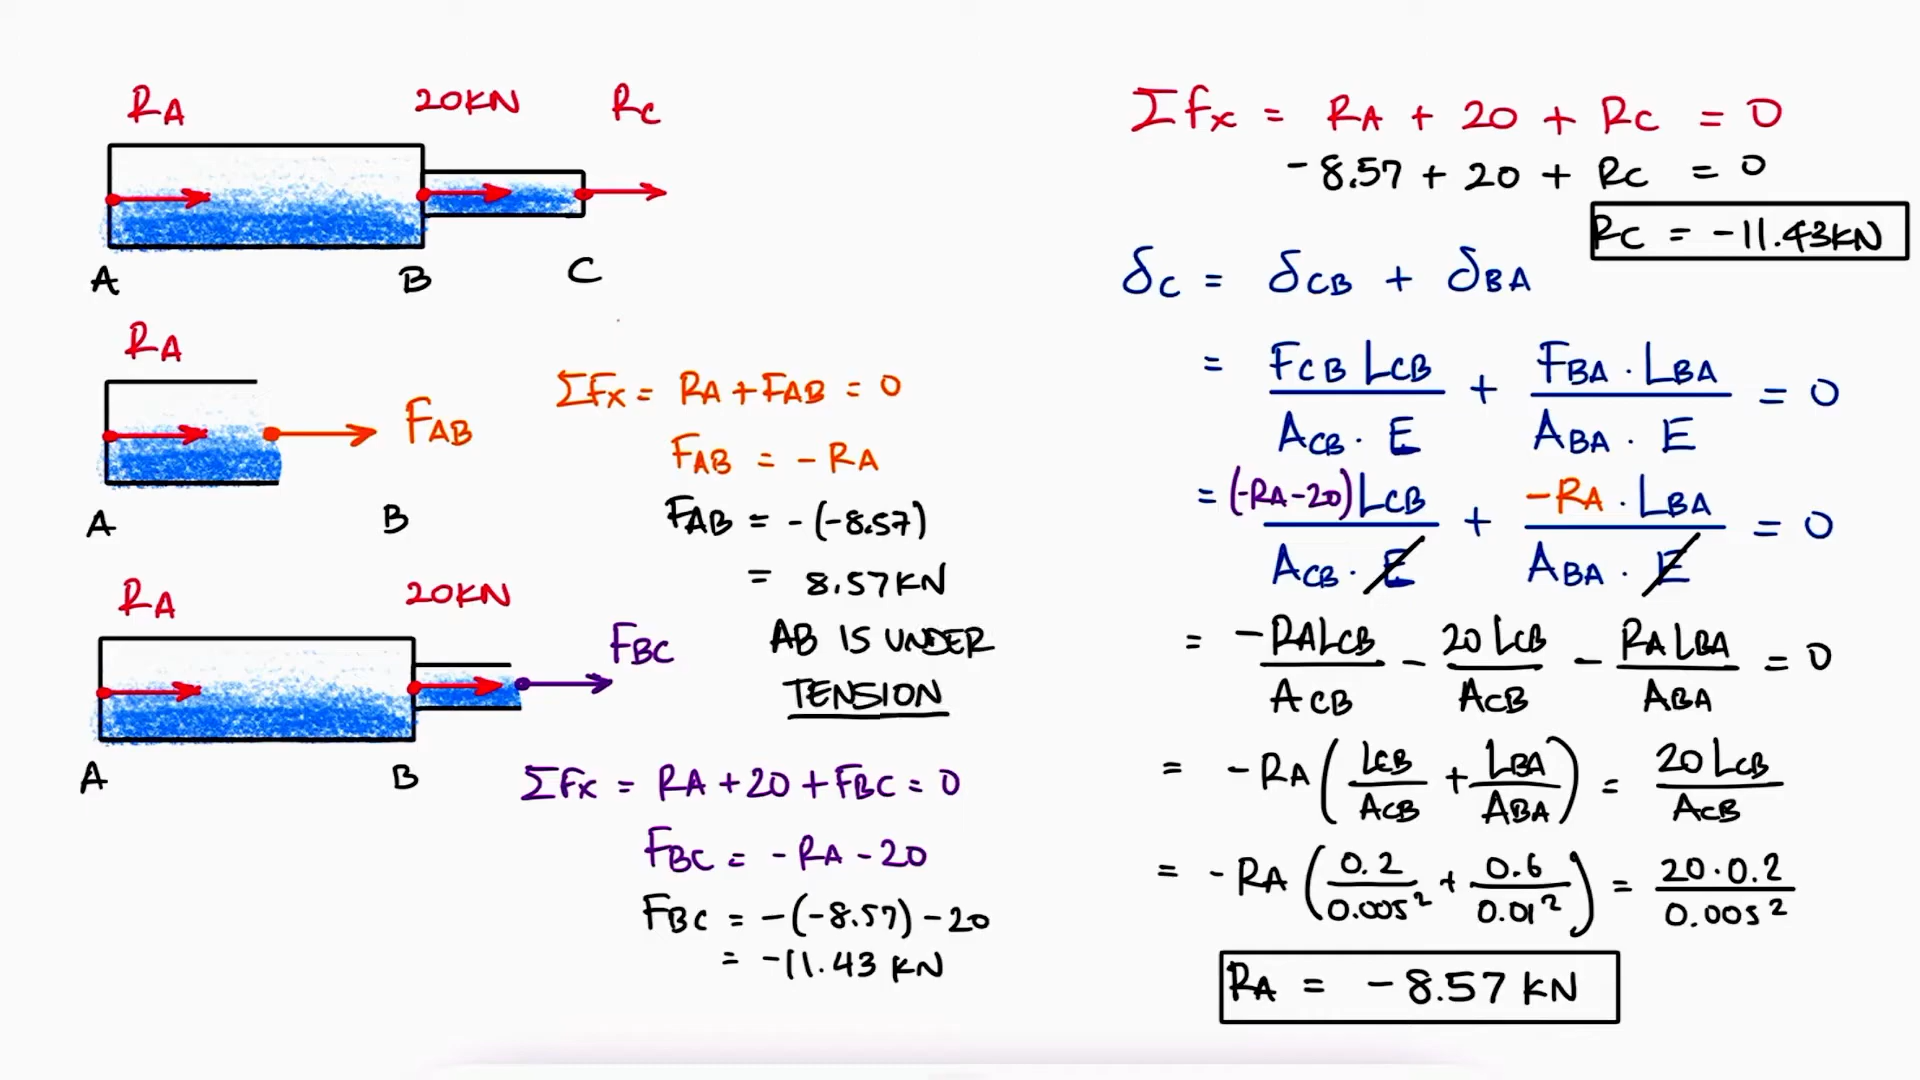 RA 20KN RC
A B C
RA
FAB
A B
RA 20KN
FBC
A B
ΣFx = RA + FAB = 0
FAB = -RA
FAB = -(-8.57)
= 8.57KN
AB IS UNDER
TENSION
ΣFx = RA + 20 + FBC = 0
FBC = -RA - 20
FBC = -(-8.57) - 20
= -11.43 KN
Σfx = RA + 20 + RC = 0
-8.57 + 20 + RC = 0
RC = -11.43KN
δC = δCB + δBA
= FCB LCB / ACB · E + FBA · LBA / ABA · E = 0
= (-RA-20)LCB / ACB · E + -RA · LBA / ABA · E = 0
= -RALCB / ACB - 20 LCB / ACB - RA LBA / ABA = 0
= -RA (LCB / ACB + LBA / ABA) = 20 LCB / ACB
= -RA (0.2 / 0.005² + 0.6 / 0.01²) = 20·0.2 / 0.005²
RA = -8.57 KN